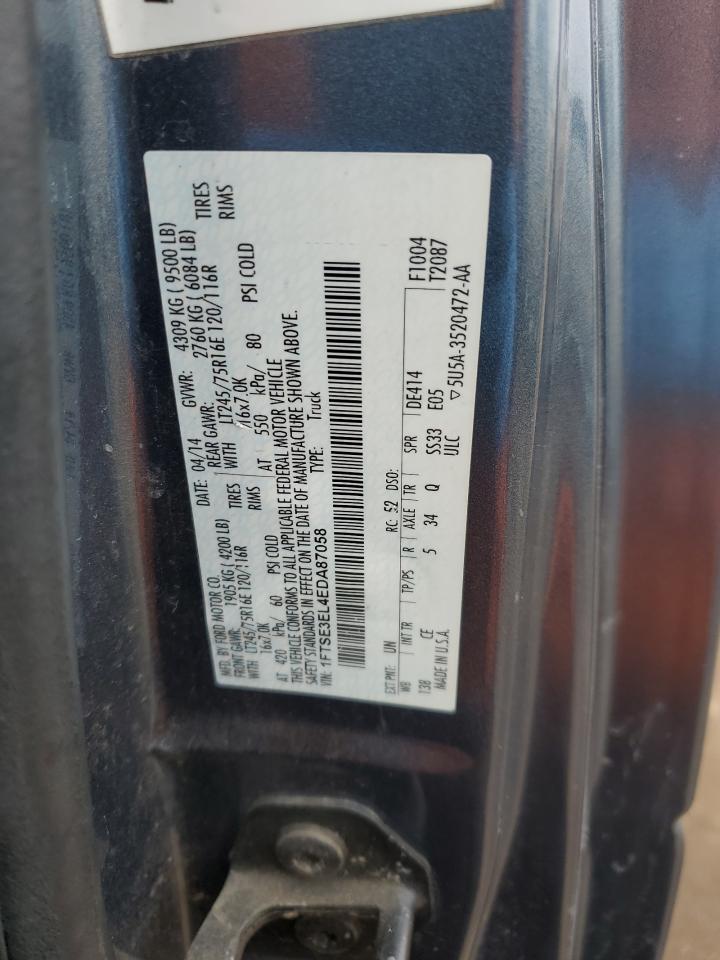 MFD. BY FORD MOTOR CO.
DATE: 04/14
GVWR: 4309 KG ( 9500 LB)
FRONT GAWR: 1905 KG ( 4200 LB)
REAR GAWR: 2760 KG ( 6084 LB)
WITH LT245/75R16E 120/116R TIRES
WITH LT245/75R16E 120/116R TIRES
16x7.0K RIMS
16x7.0K RIMS
AT 420 kPa/ 60 PSI COLD
AT 550 kPa/ 80 PSI COLD
THIS VEHICLE CONFORMS TO ALL APPLICABLE FEDERAL MOTOR VEHICLE
SAFETY STANDARDS IN EFFECT ON THE DATE OF MANUFACTURE SHOWN ABOVE.
VIN: 1FTSE3EL4EDA87058
TYPE: Truck
EXT PNT: UN RC: 52 DSO: F1004
WB INT TR TP/PS R AXLE TR SPR DE414 T2087
138 CE 5 34 Q SS33 E05
MADE IN U.S.A. ULC ▽5U5A-3520472-AA